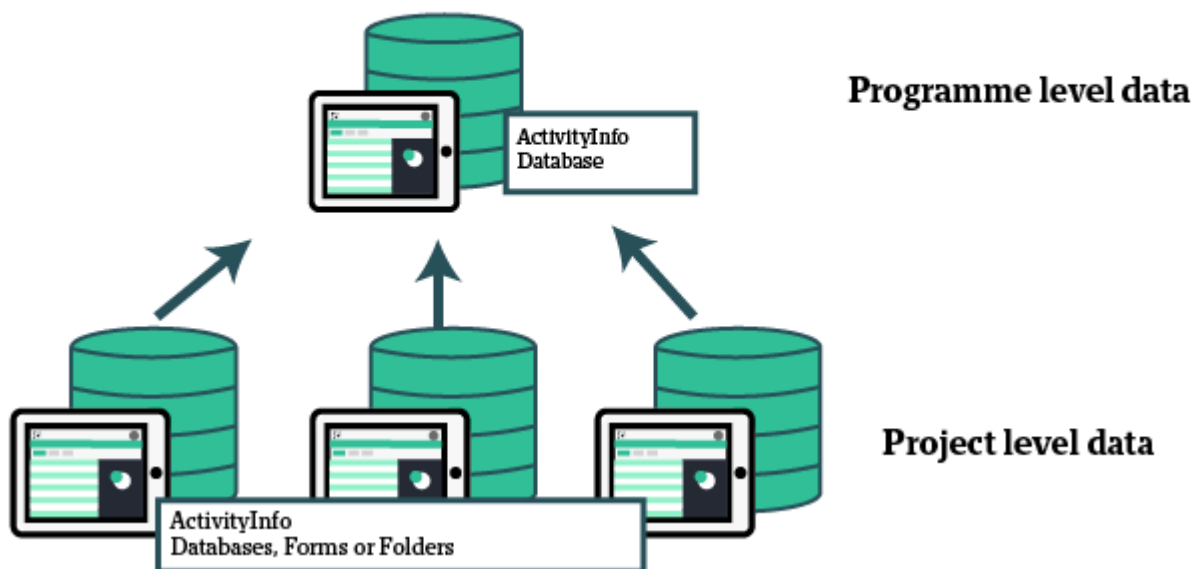 Programme level data
ActivityInfo
Database
Project level data
ActivityInfo
Databases, Forms or Folders